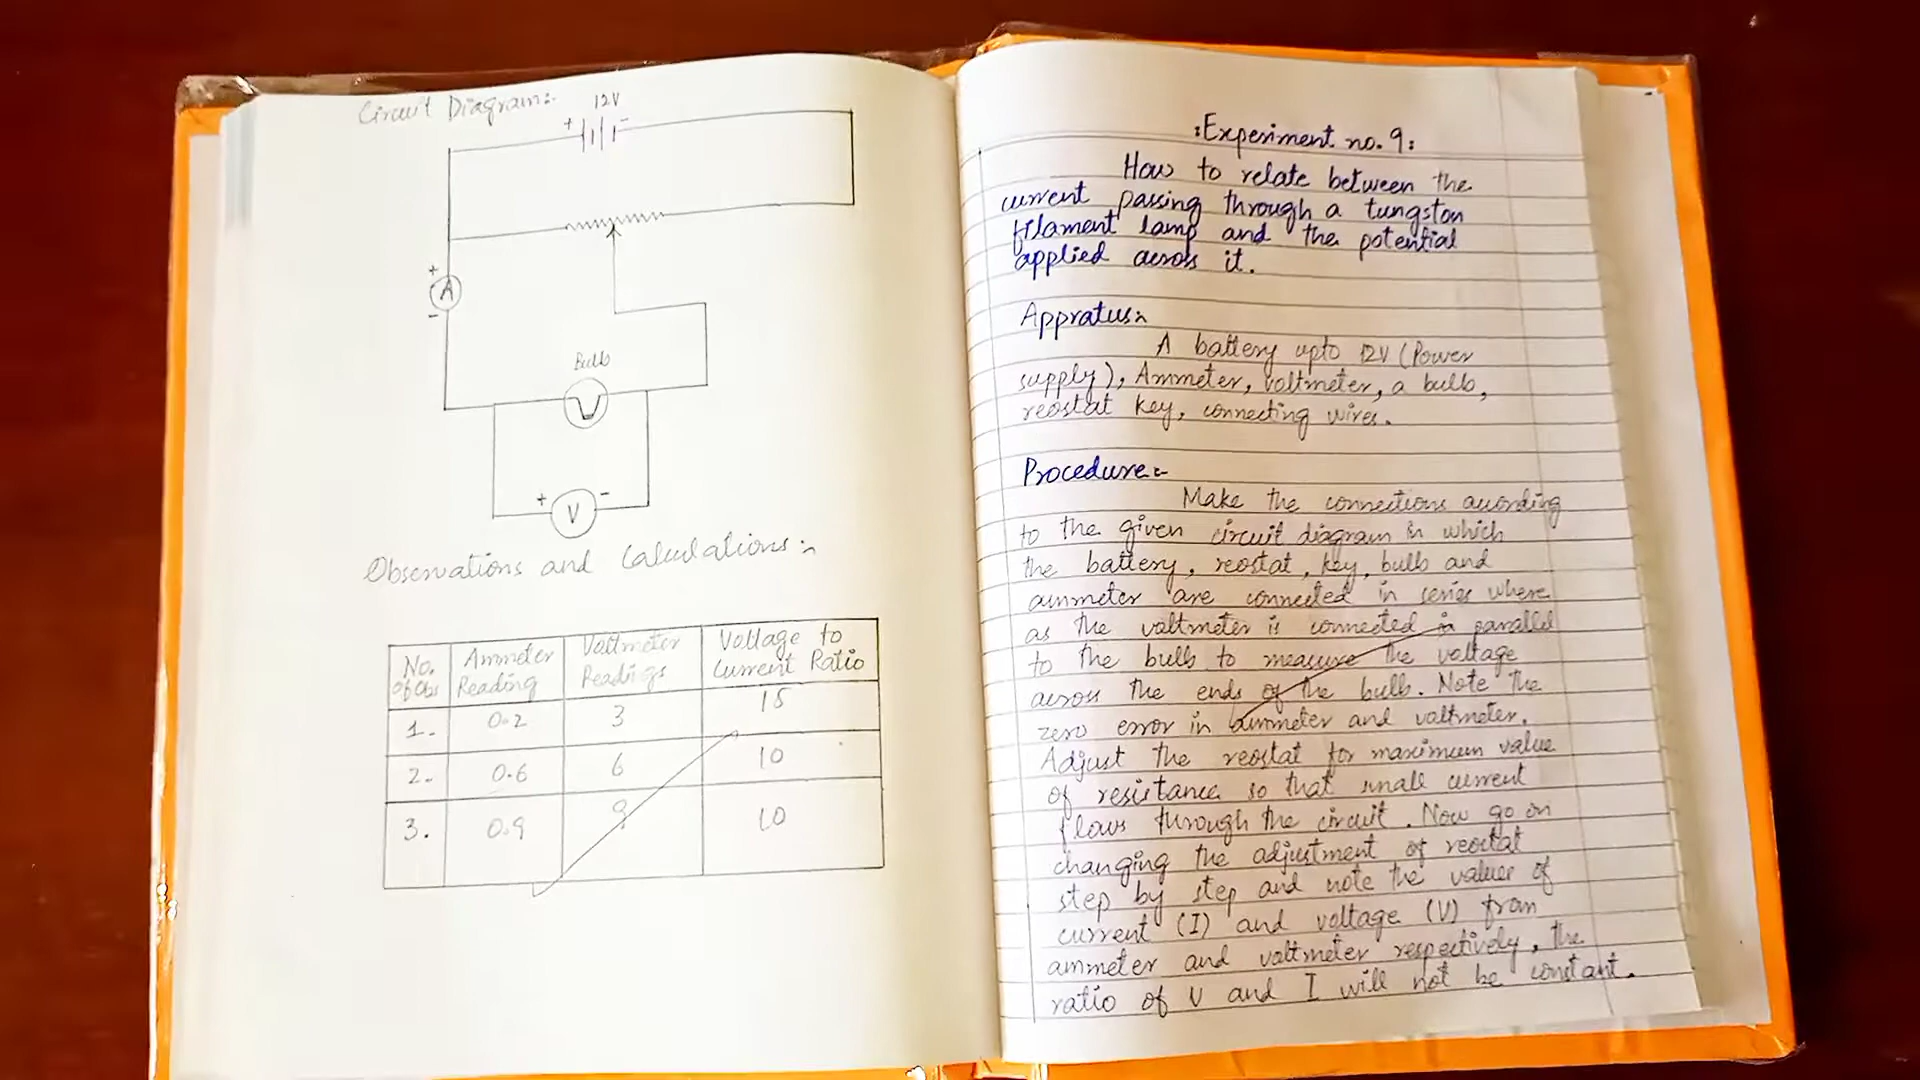 Circuit Diagram:-
12V
+ -
+
A
-
Bulb
+ -
V
Observations and Calculations:-
No. of Obs | Ammeter Reading | Voltmeter Readings | Voltage to Current Ratio
1. 0.2 3 15
2. 0.6 6 10
3. 0.9 9 10
:Experiment no. 9:
How to relate between the
current passing through a tungston
filament lamp and the potential
applied across it.
Appratus:-
A battery upto 12V (Power
supply), Ammeter, voltmeter, a bulb,
reostat key, connecting wires.
Procedure:-
Make the connections according
to the given circuit diagram in which
the battery, reostat, key, bulb and
ammeter are connected in series where
as the voltmeter is connected in parallel
to the bulb to measure the voltage
across the ends of the bulb. Note the
zero error in ammeter and voltmeter.
Adjust the reostat for maximum value
of resistance so that small current
flows through the circuit. Now go on
changing the adjustment of reostat
step by step and note the values of
current (I) and voltage (V) from
ammeter and voltmeter respectively, the
ratio of V and I will not be constant.